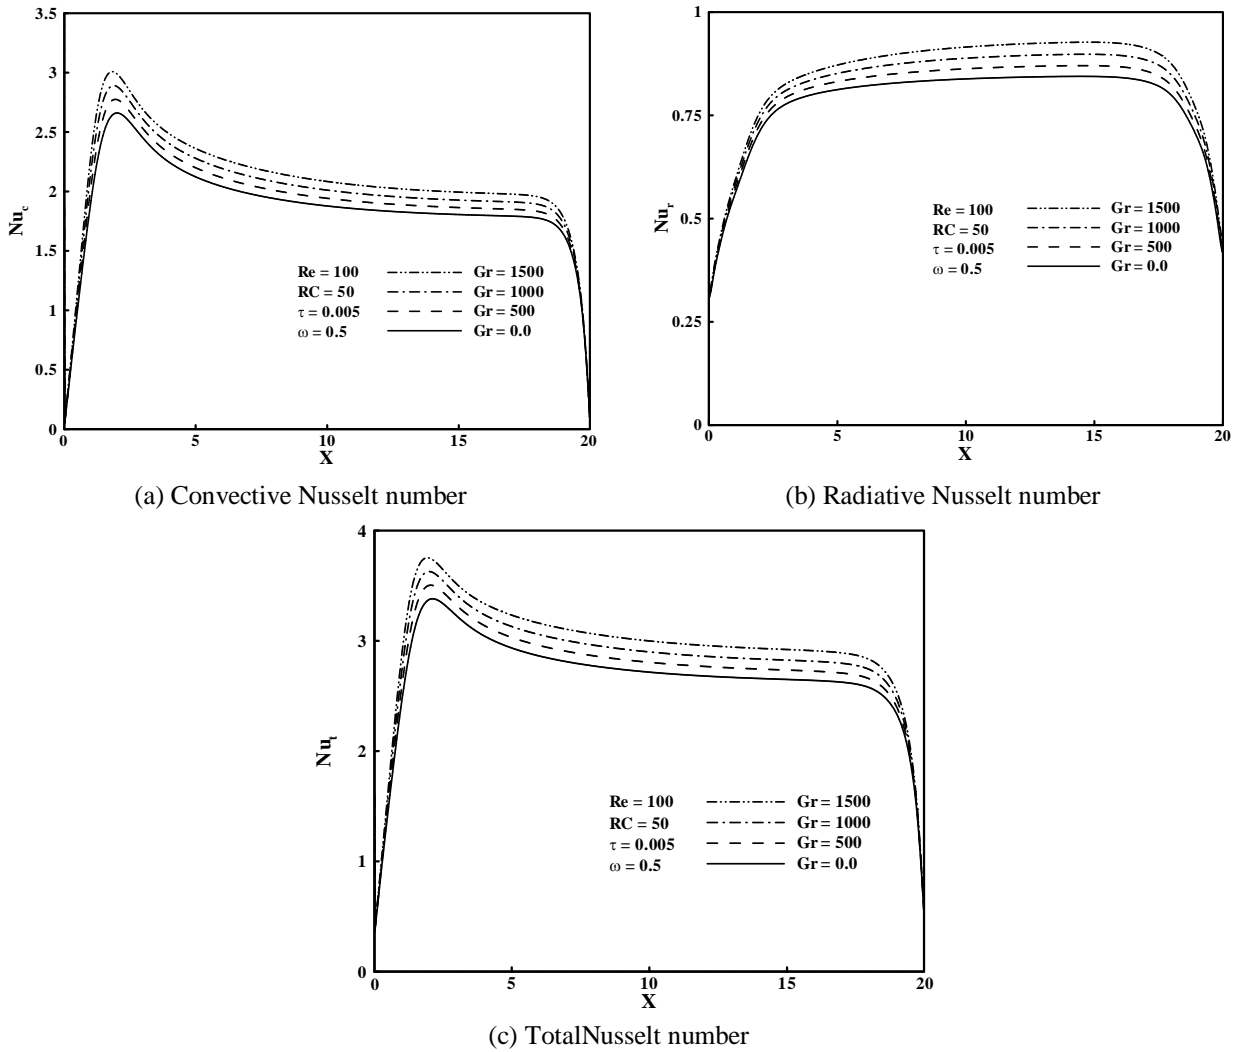 3.5
3
2.5
2
1.5
1
0.5
0
0
5
10
15
20
Nu_c
X
Re = 100
RC = 50
τ = 0.005
ω = 0.5
Gr = 1500
Gr = 1000
Gr = 500
Gr = 0.0
(a) Convective Nusselt number
1
0.75
0.5
0.25
0
0
5
10
15
20
Nu_r
X
Re = 100
RC = 50
τ = 0.005
ω = 0.5
Gr = 1500
Gr = 1000
Gr = 500
Gr = 0.0
(b) Radiative Nusselt number
4
3
2
1
0
0
5
10
15
20
Nu_t
X
Re = 100
RC = 50
τ = 0.005
ω = 0.5
Gr = 1500
Gr = 1000
Gr = 500
Gr = 0.0
(c) TotalNusselt number